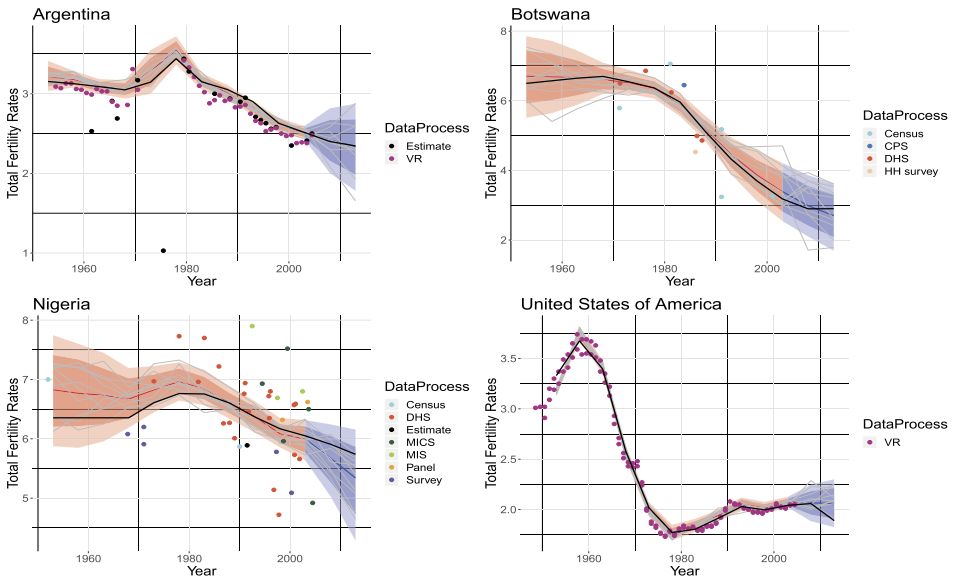 Argentina
Total Fertility Rates
3
2
1
1960
1980
2000
Year
DataProcess
Estimate
VR
Botswana
Total Fertility Rates
8
6
4
2
1960
1980
2000
Year
DataProcess
Census
CPS
DHS
HH survey
Nigeria
Total Fertility Rates
8
7
6
5
1960
1980
2000
Year
DataProcess
Census
DHS
Estimate
MICS
MIS
Panel
Survey
United States of America
Total Fertility Rates
3.5
3.0
2.5
2.0
1960
1980
2000
Year
DataProcess
VR